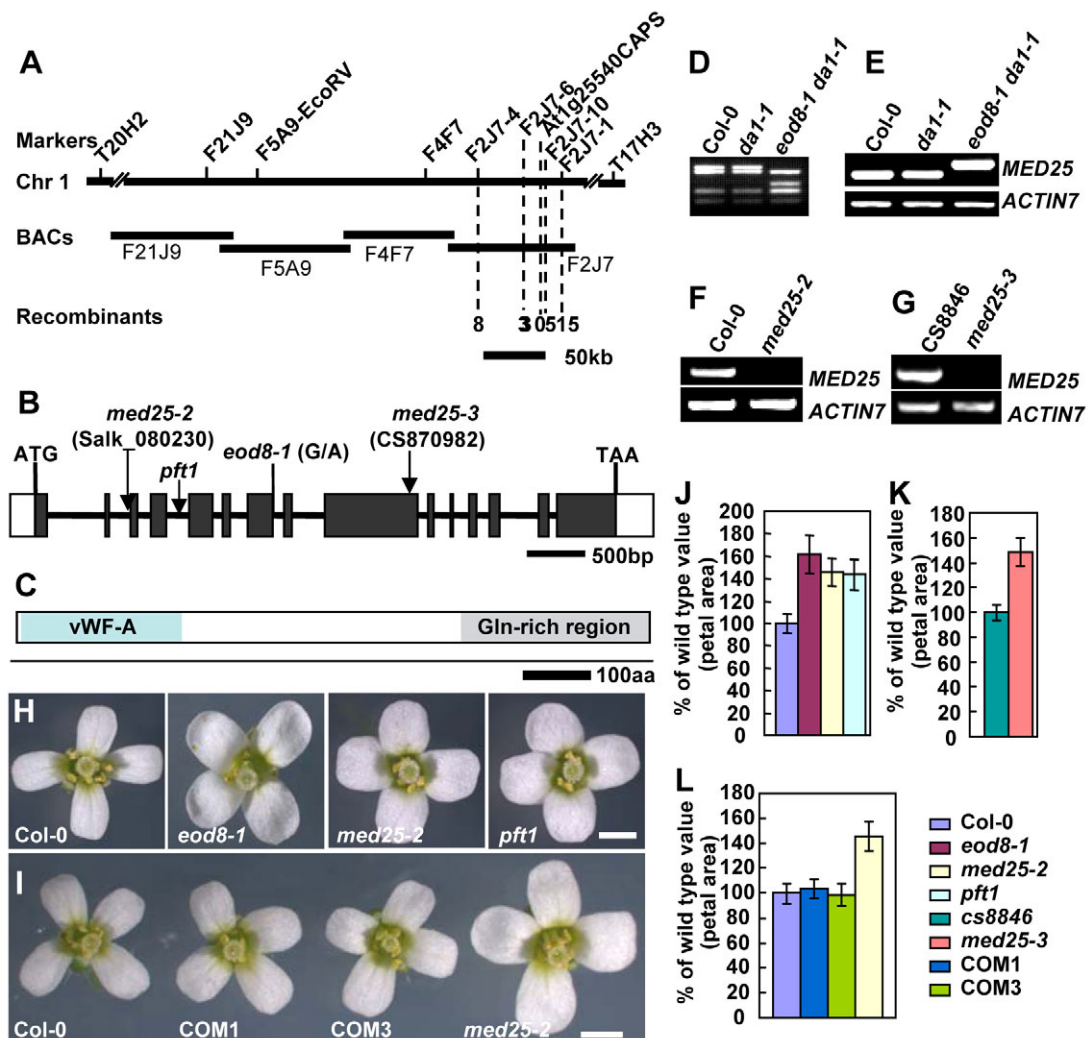 A
Markers
T20H2
F21J9
F5A9-EcoRV
F4F7
F2J7-4
F2J7-6
At1g25540CAPS
F2J7-10
F2J7-1
T17H3
Chr 1
BACs
F21J9
F5A9
F4F7
F2J7
Recombinants
8
3
0
5
15
50kb
D
Col-0
da1-1
eod8-1 da1-1
E
Col-0
da1-1
eod8-1 da1-1
MED25
ACTIN7
F
Col-0
med25-2
MED25
ACTIN7
G
CS8846
med25-3
MED25
ACTIN7
B
ATG
med25-2
(Salk_080230)
pft1
eod8-1 (G/A)
med25-3
(CS870982)
TAA
500bp
C
vWF-A
Gln-rich region
100aa
H
Col-0
eod8-1
med25-2
pft1
I
Col-0
COM1
COM3
med25-2
J
% of wild type value
(petal area)
200
180
160
140
120
100
80
60
40
20
0
K
% of wild type value
(petal area)
180
160
140
120
100
80
60
40
20
0
L
% of wild type value
(petal area)
180
160
140
120
100
80
60
40
20
0
Col-0
eod8-1
med25-2
pft1
cs8846
med25-3
COM1
COM3